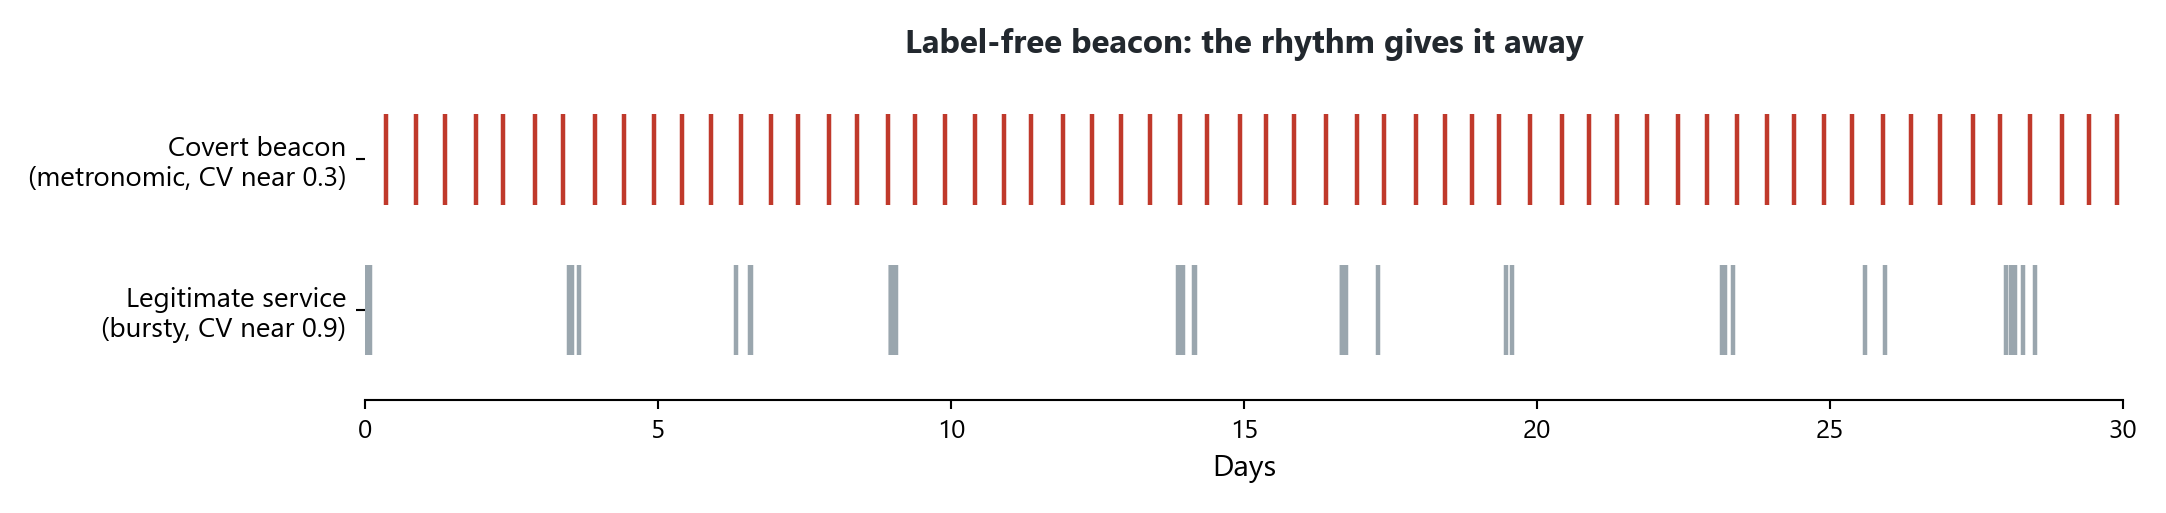 Label-free beacon: the rhythm gives it away
Covert beacon
(metronomic, CV near 0.3)
Legitimate service
(bursty, CV near 0.9)
0 5 10 15 20 25 30
Days